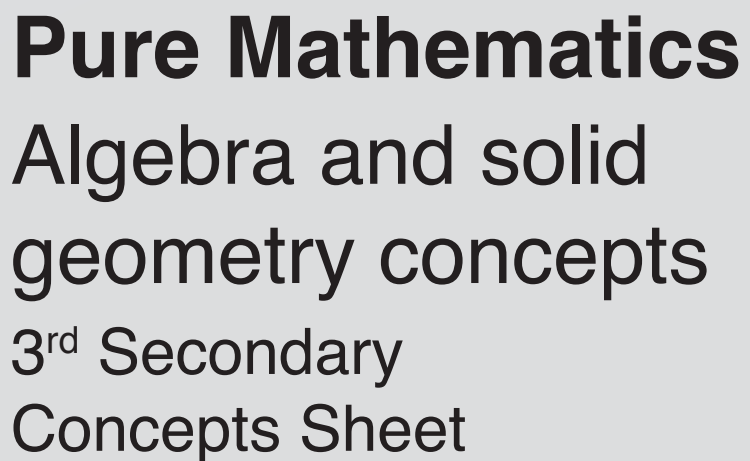 Pure Mathematics
Algebra and solid
geometry concepts
3rd Secondary
Concepts Sheet